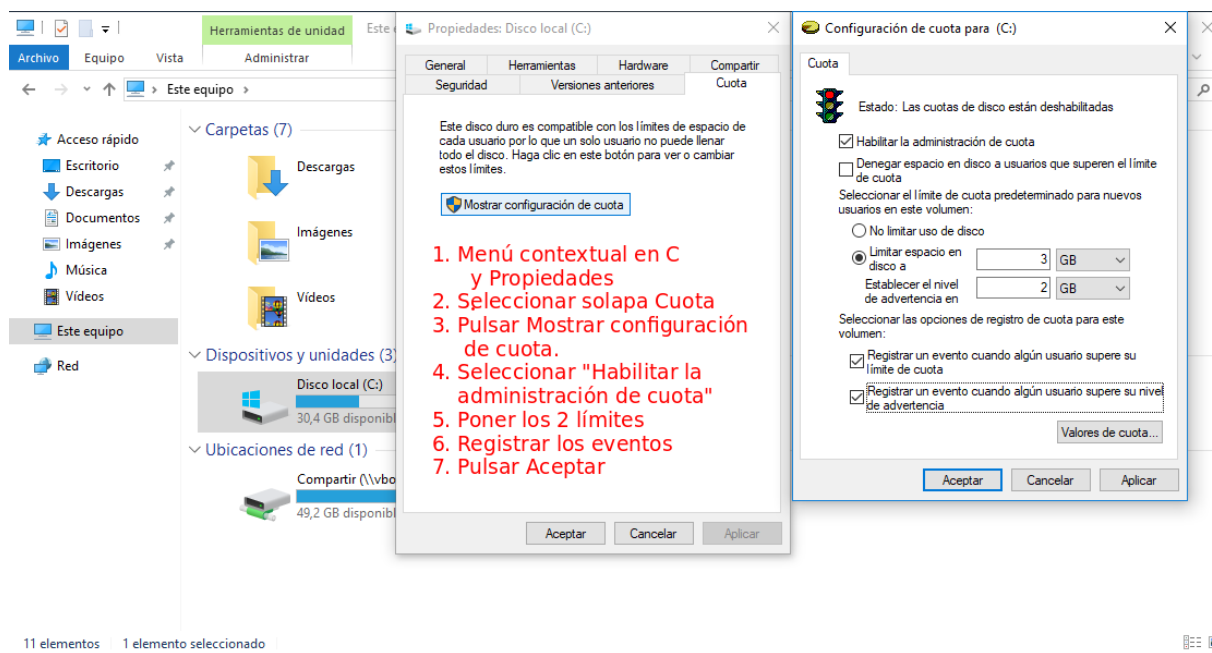 Herramientas de unidad
Este
Archivo
Equipo
Vista
Administrar
Este equipo
Acceso rápido
Escritorio
Descargas
Documentos
Imágenes
Música
Vídeos
Este equipo
Red
Carpetas (7)
Descargas
Imágenes
Vídeos
Dispositivos y unidades (3)
Disco local (C:)
30,4 GB
Ubicaciones de red (1)
Compartir
49,2 GB
11 elementos
1 elemento seleccionado
Propiedades: Disco local (C:)
General
Herramientas
Hardware
Compartir
Seguridad
Versiones anteriores
Cuota
Este disco duro es compatible con los límites de espacio de
cada usuario por lo que un solo usuario no puede llenar
todo el disco. Haga clic en este botón para ver o cambiar
estos límites.
Mostrar configuración de cuota
1. Menú contextual en C
y Propiedades
2. Seleccionar solapa Cuota
3. Pulsar Mostrar configuración
de cuota.
4. Seleccionar "Habilitar la
administración de cuota"
5. Poner los 2 límites
6. Registrar los eventos
7. Pulsar Aceptar
Aceptar
Cancelar
Aplicar
Configuración de cuota para (C:)
Cuota
Estado: Las cuotas de disco están deshabilitadas
Habilitar la administración de cuota
Denegar espacio en disco a usuarios que superen el límite
de cuota
Seleccionar el límite de cuota predeterminado para nuevos
usuarios en este volumen:
No limitar uso de disco
Limitar espacio en
disco a
3 GB
Establecer el nivel
de advertencia en
2 GB
Seleccionar las opciones de registro de cuota para este
volumen:
Registrar un evento cuando algún usuario supere su
límite de cuota
Registrar un evento cuando algún usuario supere su nivel
de advertencia
Valores de cuota...
Aceptar
Cancelar
Aplicar